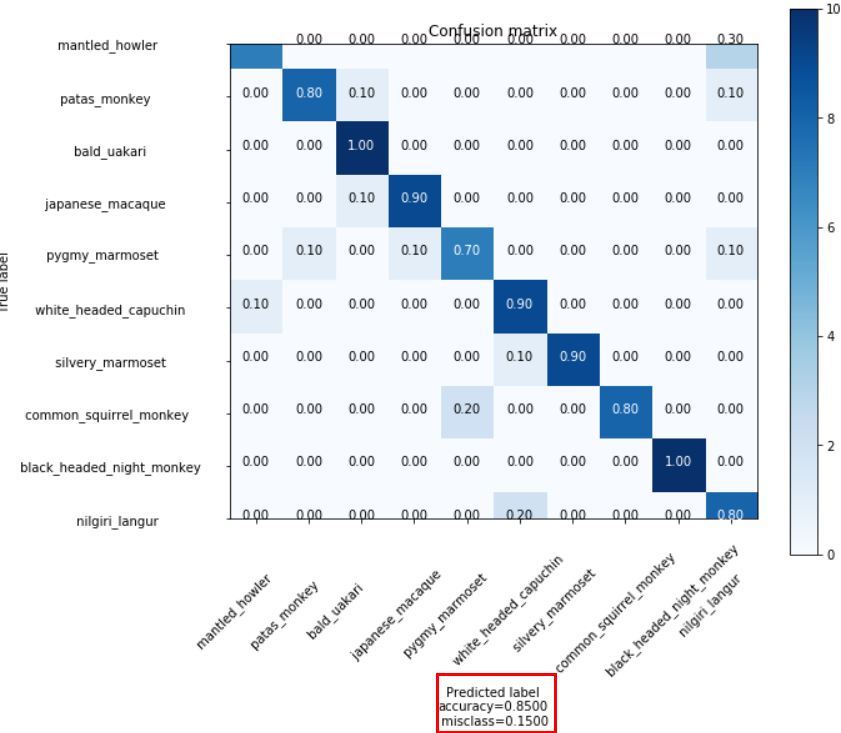 Confusion matrix
mantled_howler 0.00 0.00 0.00 0.00 0.00 0.00 0.00 0.00 0.30
patas_monkey 0.00 0.80 0.10 0.00 0.00 0.00 0.00 0.00 0.00 0.10
bald_uakari 0.00 0.00 1.00 0.00 0.00 0.00 0.00 0.00 0.00 0.00
japanese_macaque 0.00 0.00 0.10 0.90 0.00 0.00 0.00 0.00 0.00 0.00
pygmy_marmoset 0.00 0.10 0.00 0.10 0.70 0.00 0.00 0.00 0.00 0.10
white_headed_capuchin 0.10 0.00 0.00 0.00 0.00 0.90 0.00 0.00 0.00 0.00
silvery_marmoset 0.00 0.00 0.00 0.00 0.00 0.10 0.90 0.00 0.00 0.00
common_squirrel_monkey 0.00 0.00 0.00 0.00 0.20 0.00 0.00 0.80 0.00 0.00
black_headed_night_monkey 0.00 0.00 0.00 0.00 0.00 0.00 0.00 0.00 1.00 0.00
nilgiri_langur 0.00 0.00 0.00 0.00 0.00 0.20 0.00 0.00 0.00 0.80
True label
mantled_howler
patas_monkey
bald_uakari
japanese_macaque
pygmy_marmoset
white_headed_capuchin
silvery_marmoset
common_squirrel_monkey
black_headed_night_monkey
nilgiri_langur
Predicted label
accuracy=0.8500
misclass=0.1500
10
8
6
4
2
0